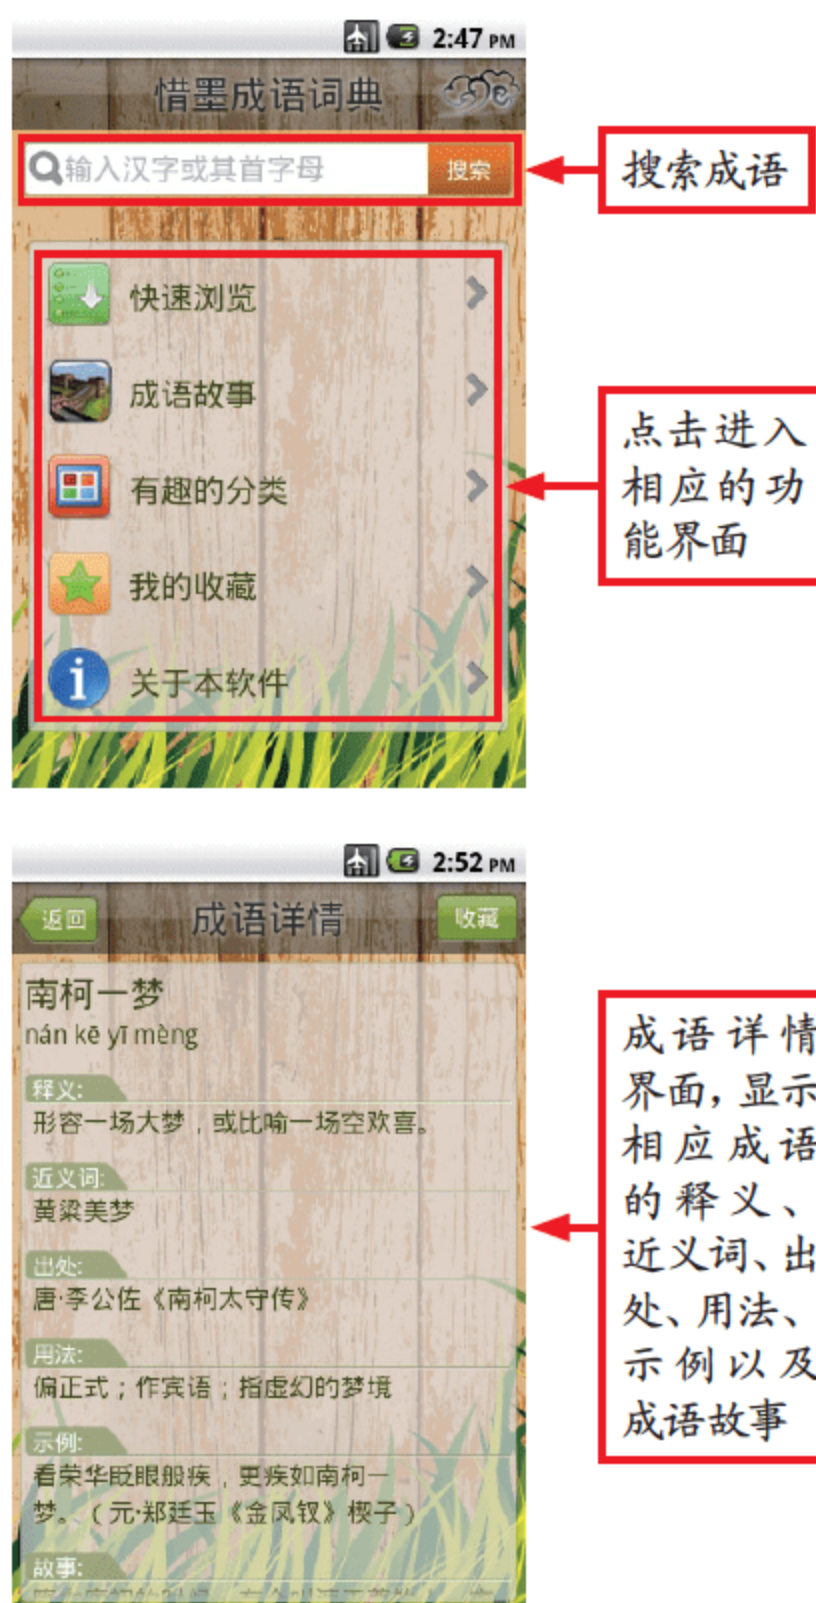 2:47 PM
惜墨成语词典
输入汉字或其首字母
搜索
搜索成语
快速浏览
成语故事
有趣的分类
我的收藏
关于本软件
点击进入
相应的功
能界面
2:52 PM
返回
成语详情
收藏
南柯一梦
nán kē yī mèng
释义:
形容一场大梦，或比喻一场空欢喜。
近义词:
黄粱美梦
出处:
唐·李公佐《南柯太守传》
用法:
偏正式；作宾语；指虚幻的梦境
示例:
看荣华眨眼般疾，更疾如南柯一
梦。（元·郑廷玉《金凤钗》楔子）
故事:
成语详情
界面，显示
相应成语
的释义、
近义词、出
处、用法、
示例以及
成语故事